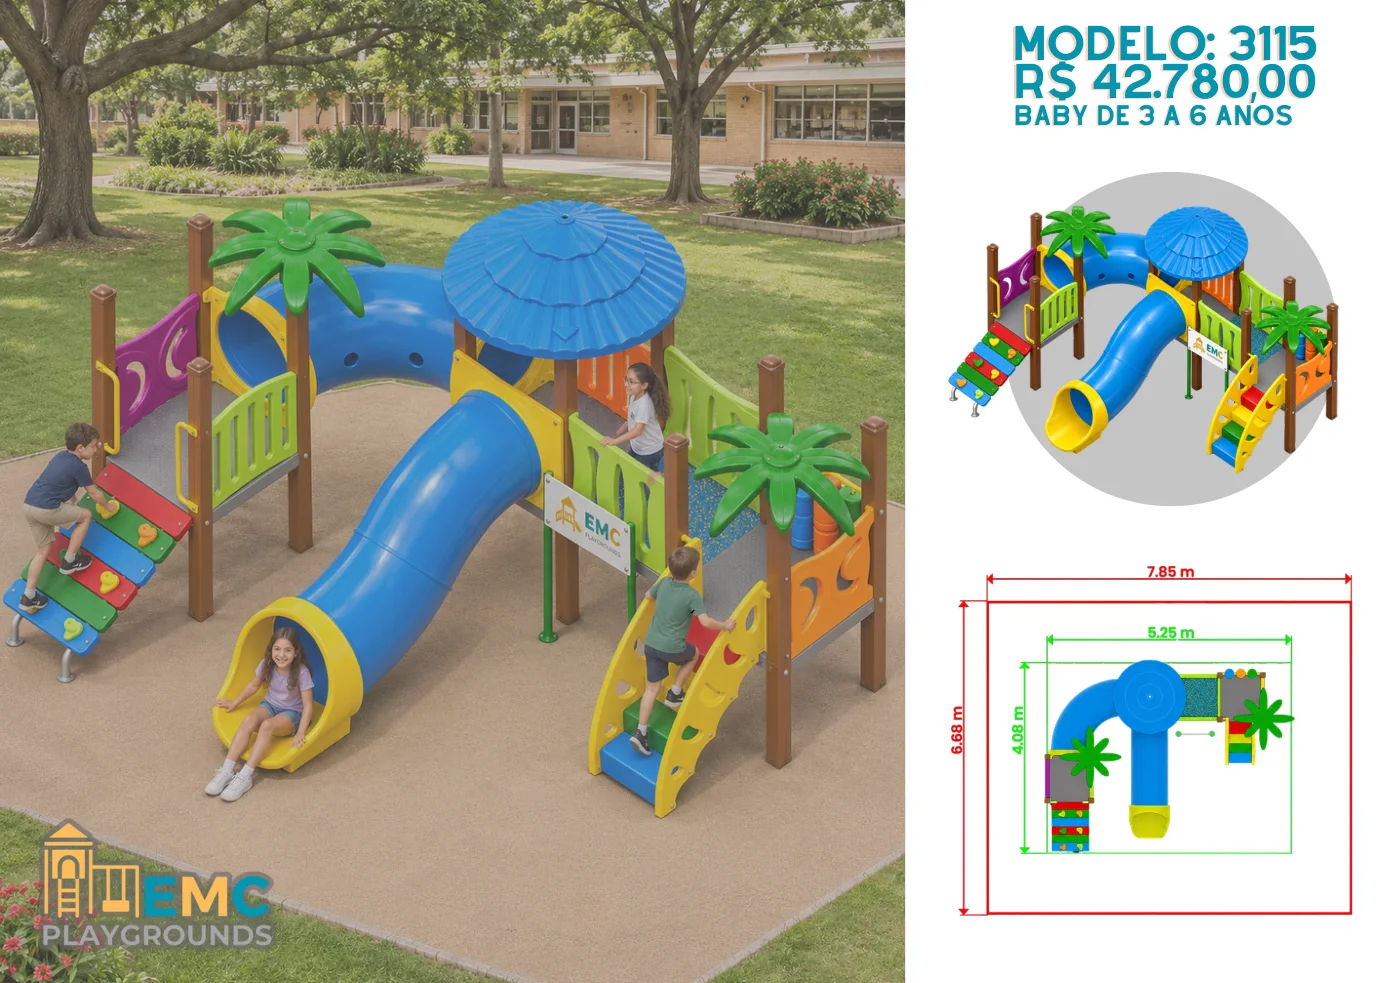 MODELO: 3115
R$ 42.780,00
BABY DE 3 A 6 ANOS
EMC
PLAYGROUNDS
EMC
7.85 m
5.25 m
6.68 m
4.08 m
EMC
PLAYGROUNDS